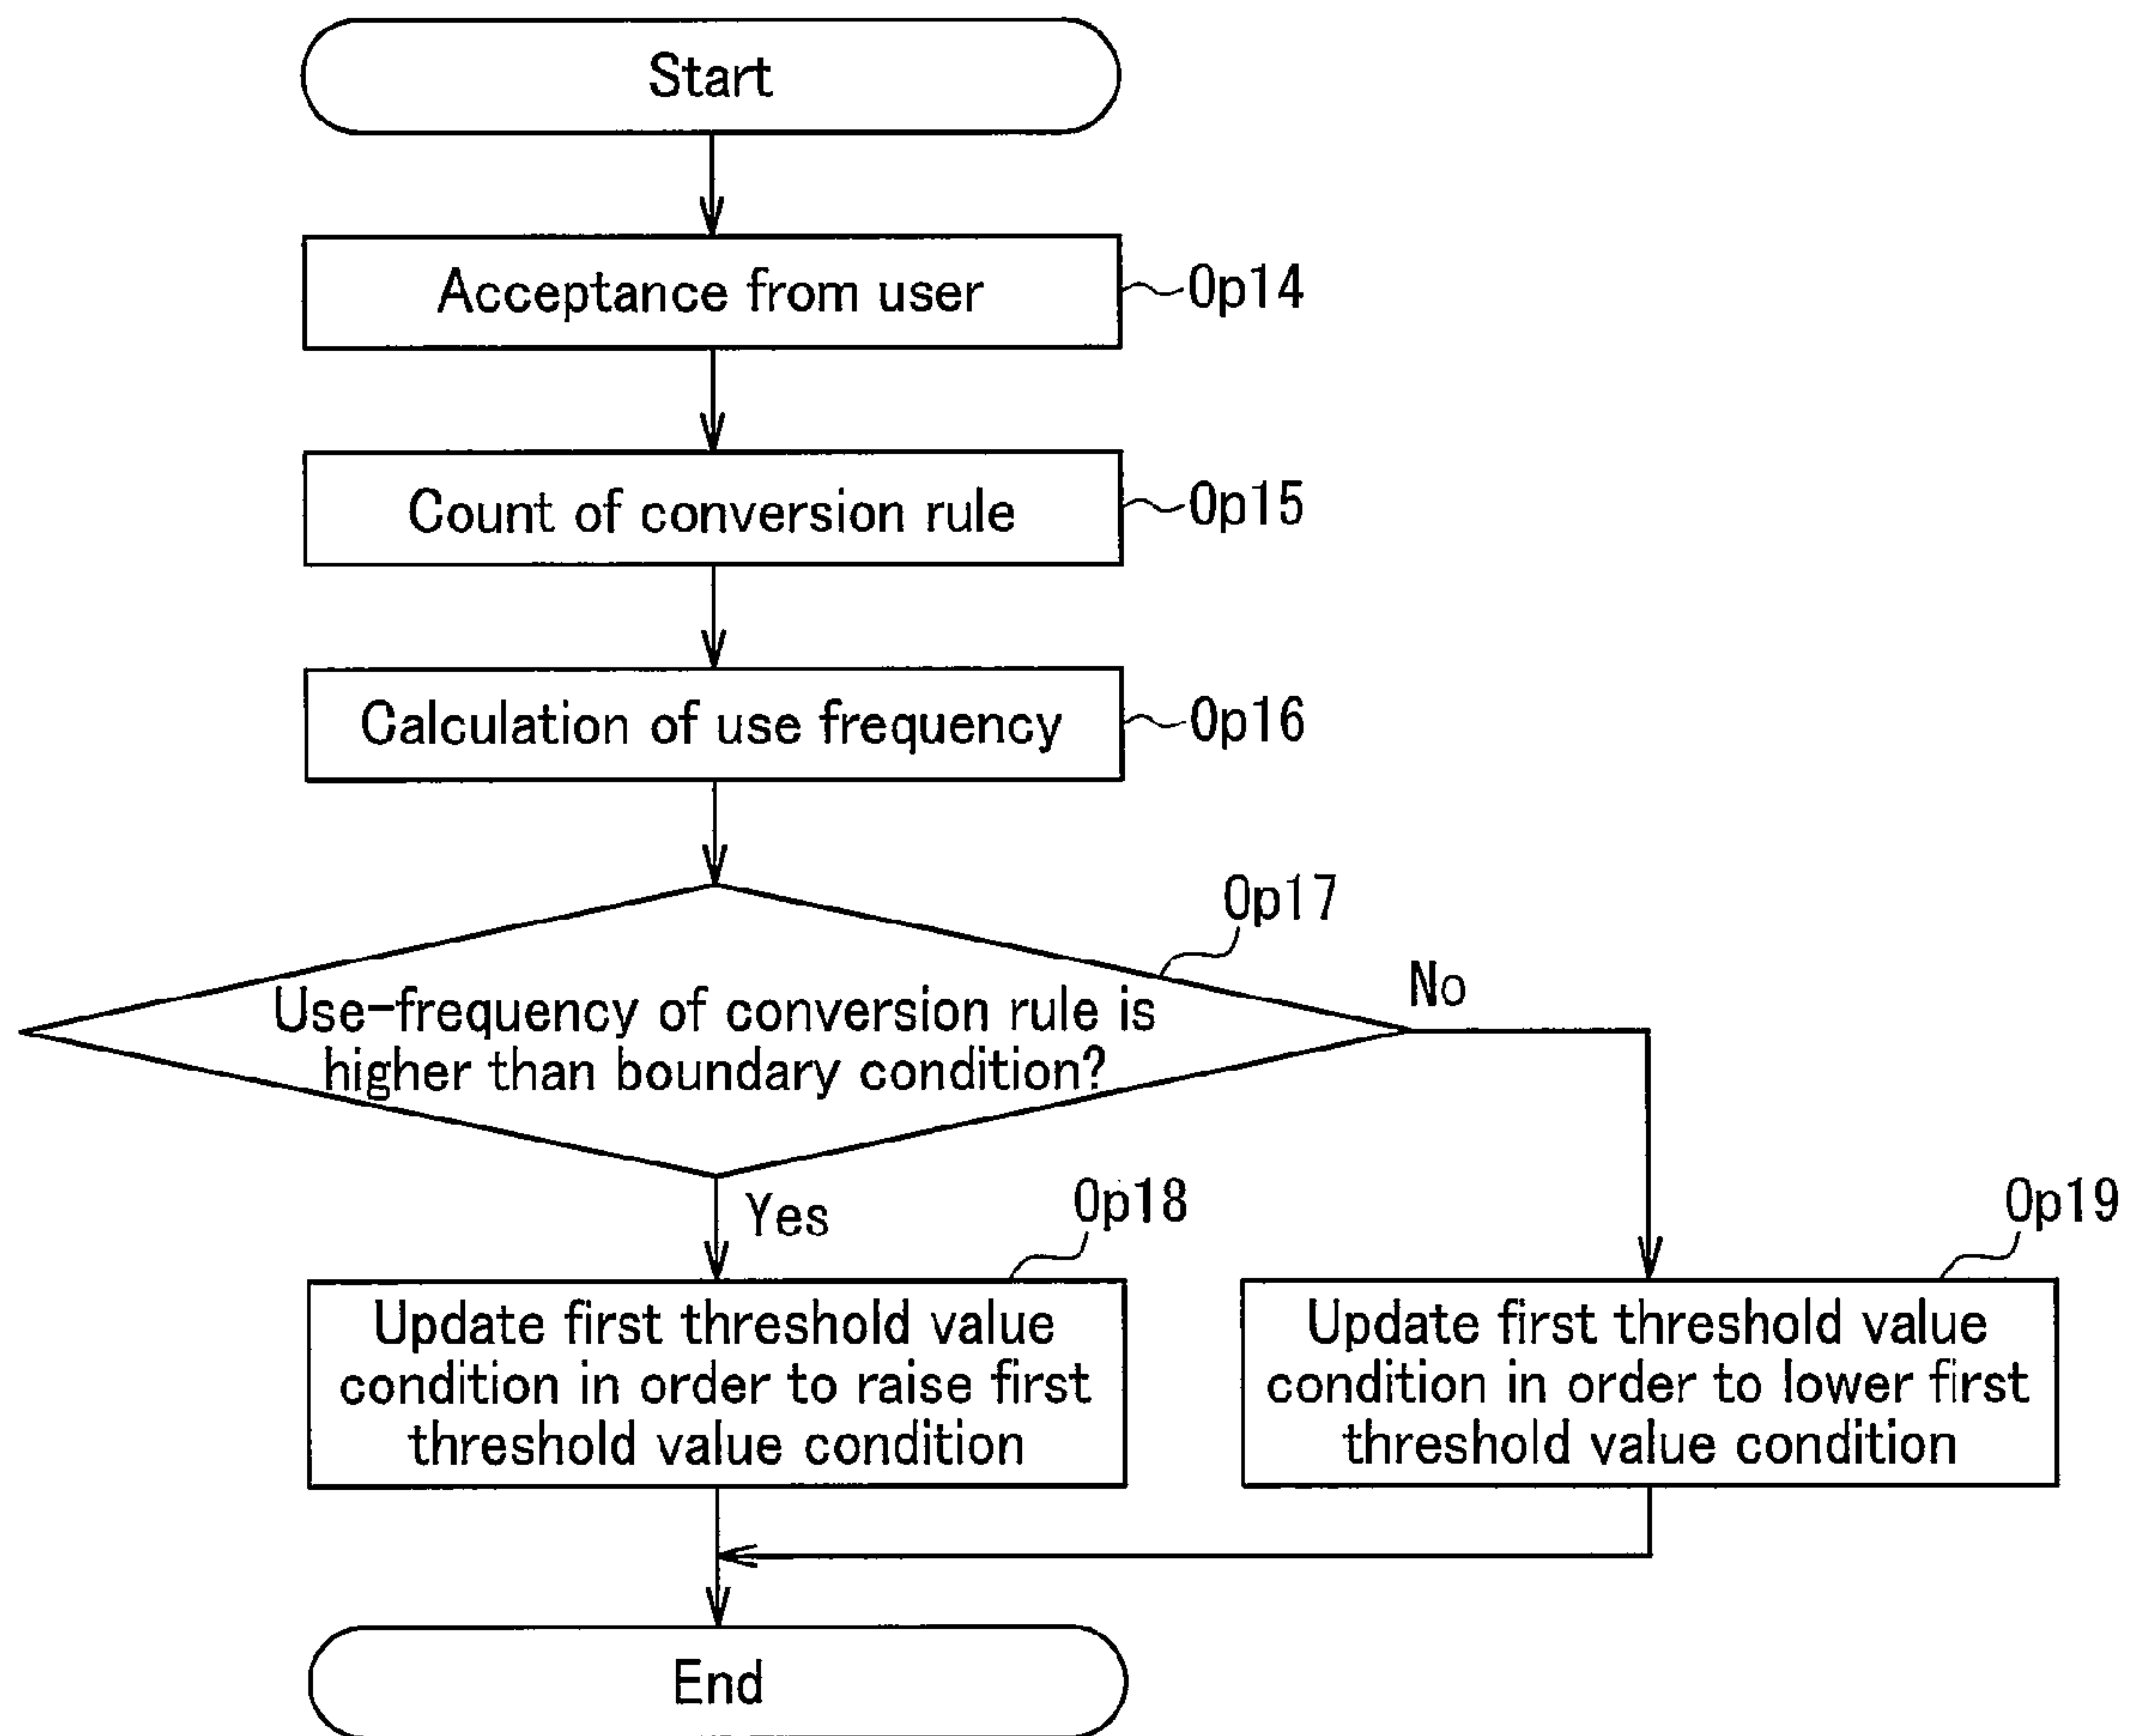 Start
Acceptance from user
Op14
Count of conversion rule
Op15
Calculation of use frequency
Op16
Op17
Use-frequency of conversion rule is
higher than boundary condition?
No
Yes
Op18
Update first threshold value
condition in order to raise first
threshold value condition
Op19
Update first threshold value
condition in order to lower first
threshold value condition
End